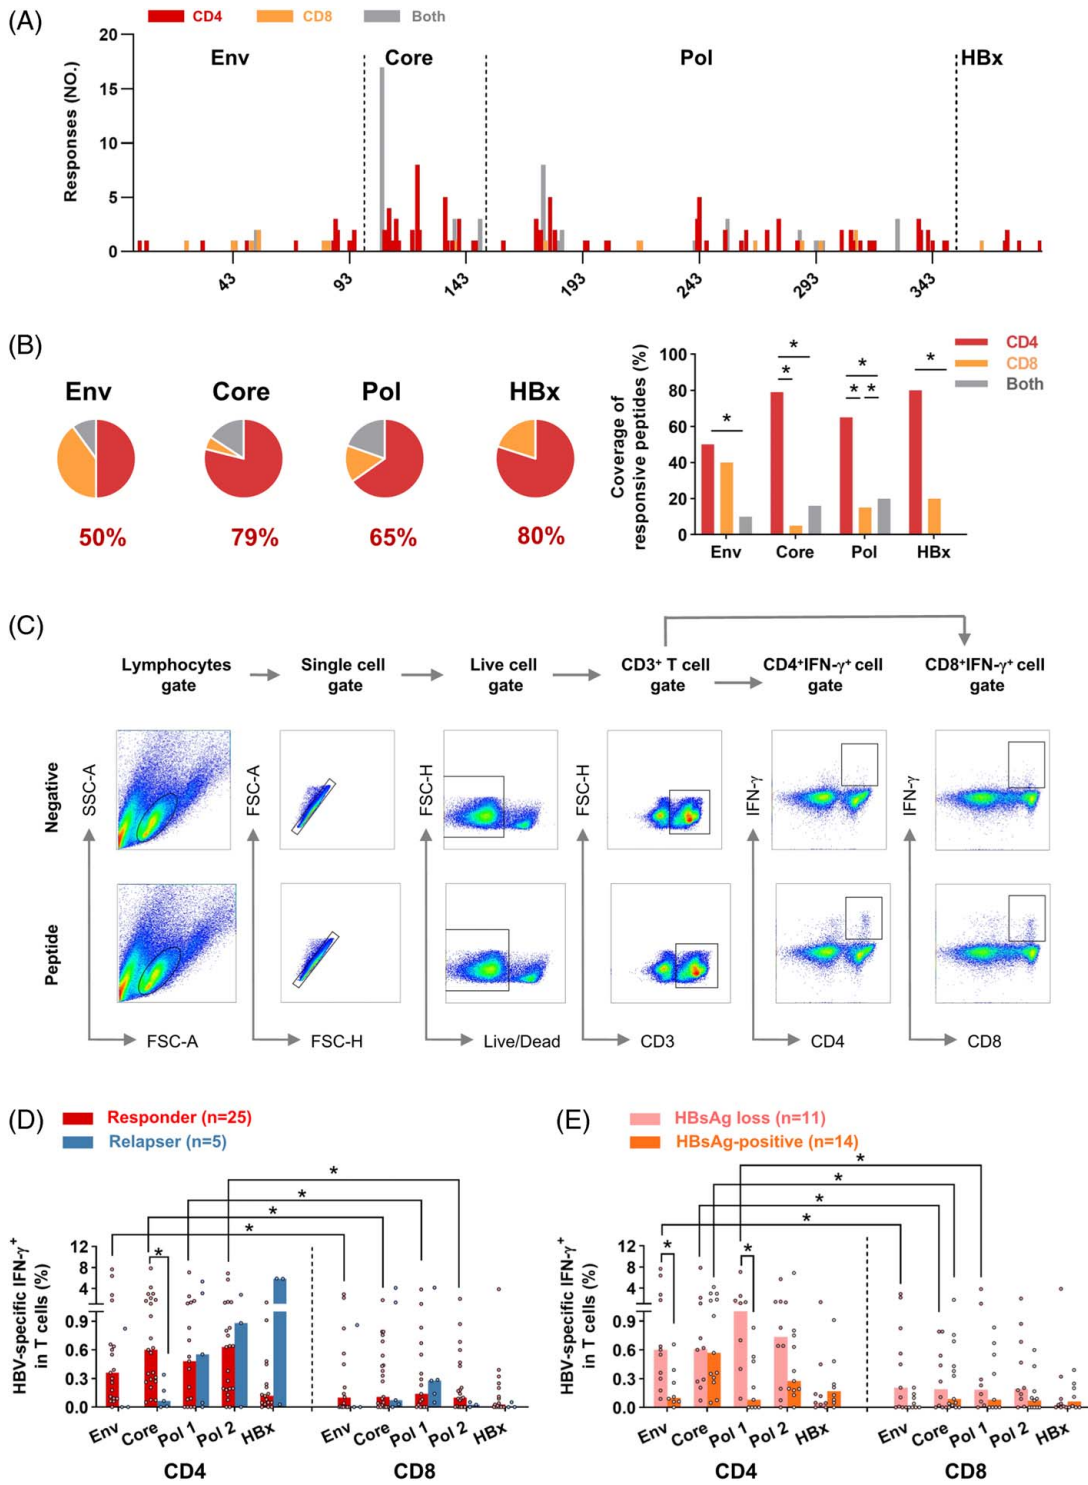 (A)
CD4 CD8 Both
Responses (NO.)
20
15
10
5
0
Env Core Pol HBx
43 93 143 193 243 293 343
(B)
Env Core Pol HBx
50% 79% 65% 80%
Coverage of
responsive peptides (%)
100
80
60
40
20
0
* * * * * * *
CD4
CD8
Both
Env Core Pol HBx
(C)
Lymphocytes
gate
Single cell
gate
Live cell
gate
CD3+ T cell
gate
CD4+IFN-γ+ cell
gate
CD8+IFN-γ+ cell
gate
Negative
SSC-A FSC-A FSC-H FSC-H IFN-γ IFN-γ
Peptide
FSC-A FSC-H Live/Dead CD3 CD4 CD8
(D)
Responder (n=25)
Relapser (n=5)
HBV-specific IFN-γ+
in T cells (%)
12
8
4
0.9
0.6
0.3
0.0
* * * * *
Env Core Pol 1 Pol 2 HBx Env Core Pol 1 Pol 2 HBx
CD4 CD8
(E)
HBsAg loss (n=11)
HBsAg-positive (n=14)
HBV-specific IFN-γ+
in T cells (%)
12
8
4
0.9
0.6
0.3
0.0
* * * * * *
Env Core Pol 1 Pol 2 HBx Env Core Pol 1 Pol 2 HBx
CD4 CD8